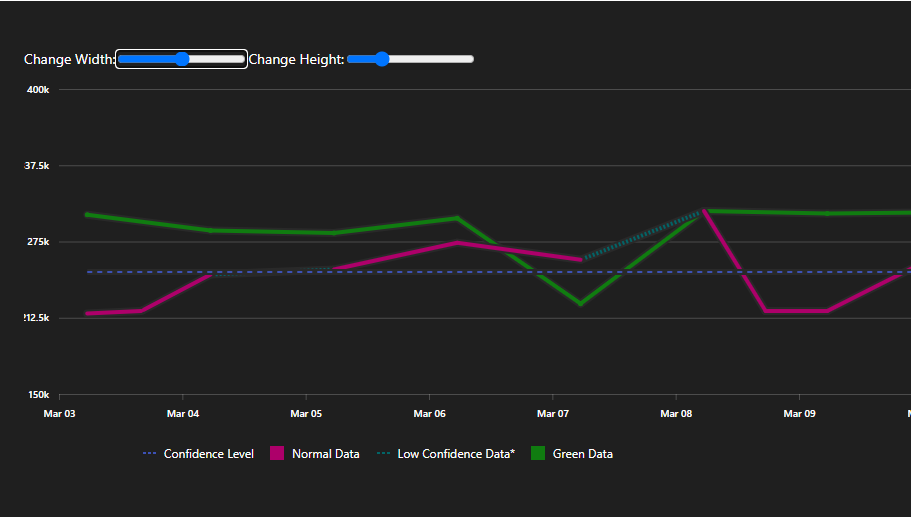 Change Width: Change Height:
400k
37.5k
275k
12.5k
150k
Mar 03 Mar 04 Mar 05 Mar 06 Mar 07 Mar 08 Mar 09
Confidence Level Normal Data Low Confidence Data* Green Data